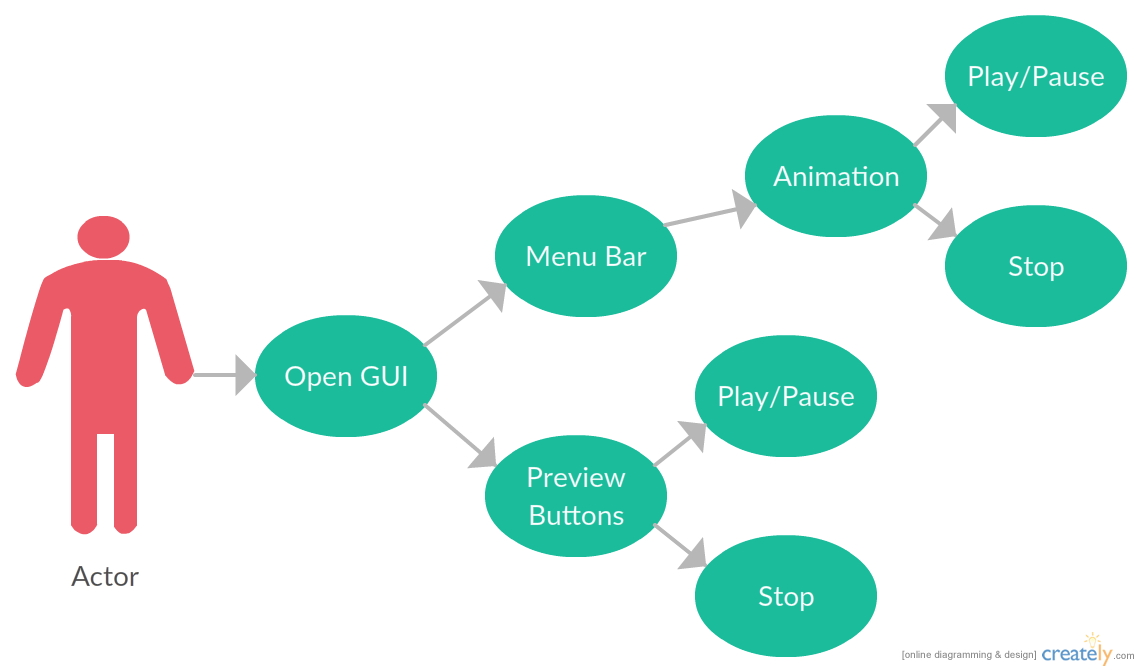 Play/Pause
Animation
Menu Bar
Stop
Open GUI
Play/Pause
Preview
Buttons
Actor
Stop
[online diagramming & design] creately.com